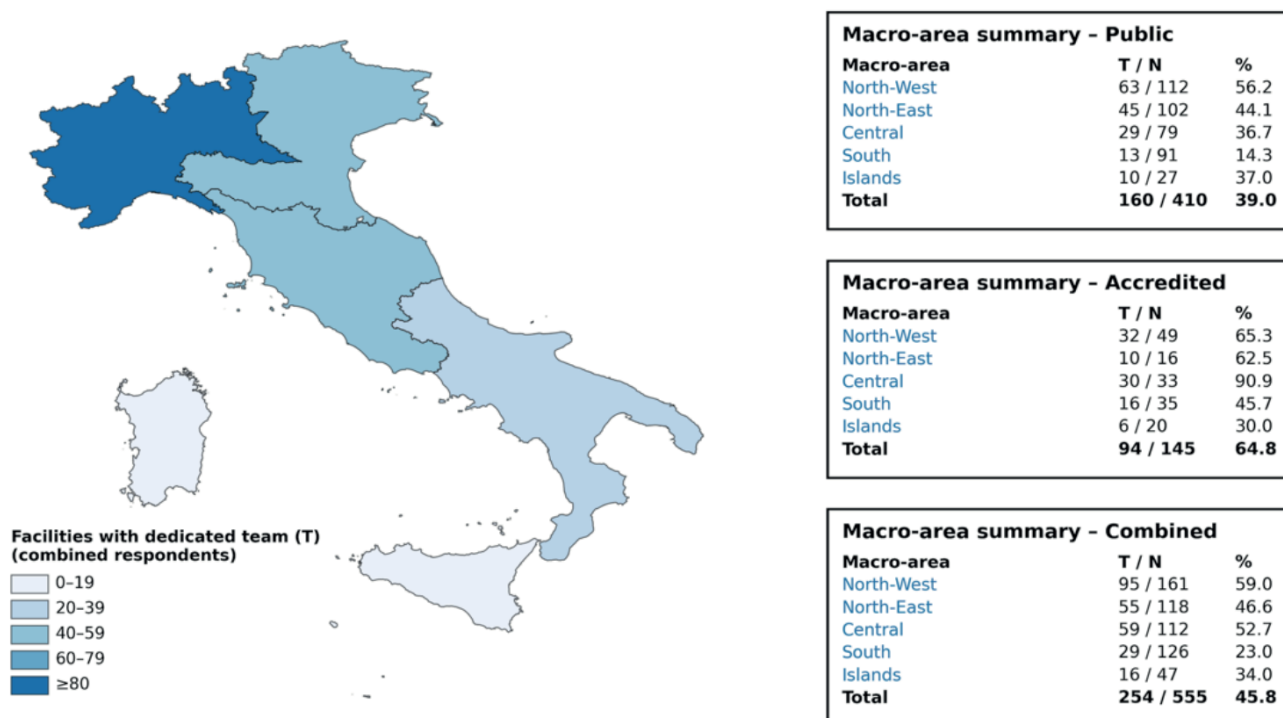 Macro-area summary – Public
Macro-area T / N %
North-West 63 / 112 56.2
North-East 45 / 102 44.1
Central 29 / 79 36.7
South 13 / 91 14.3
Islands 10 / 27 37.0
Total 160 / 410 39.0
Macro-area summary – Accredited
Macro-area T / N %
North-West 32 / 49 65.3
North-East 10 / 16 62.5
Central 30 / 33 90.9
South 16 / 35 45.7
Islands 6 / 20 30.0
Total 94 / 145 64.8
Macro-area summary – Combined
Macro-area T / N %
North-West 95 / 161 59.0
North-East 55 / 118 46.6
Central 59 / 112 52.7
South 29 / 126 23.0
Islands 16 / 47 34.0
Total 254 / 555 45.8
Facilities with dedicated team (T)
(combined respondents)
0–19
20–39
40–59
60–79
≥80